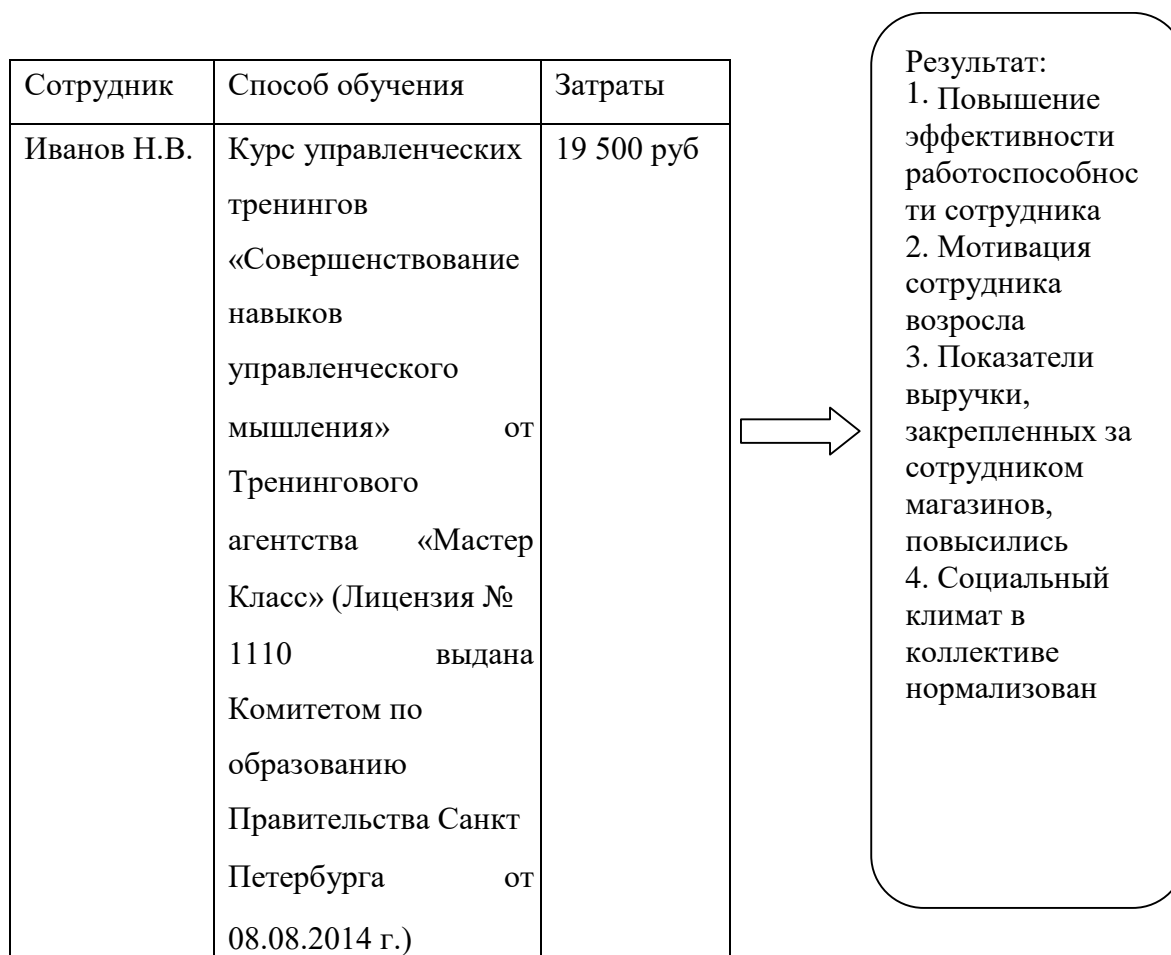 Сотрудник Способ обучения Затраты
Иванов Н.В. Курс управленческих 19 500 руб
тренингов
«Совершенствование
навыков
управленческого
мышления» от
Тренингового
агентства «Мастер
Класс» (Лицензия №
1110 выдана
Комитетом по
образованию
Правительства Санкт
Петербурга от
08.08.2014 г.)
Результат:
1. Повышение
эффективности
работоспособнос
ти сотрудника
2. Мотивация
сотрудника
возросла
3. Показатели
выручки,
закрепленных за
сотрудником
магазинов,
повысились
4. Социальный
климат в
коллективе
нормализован